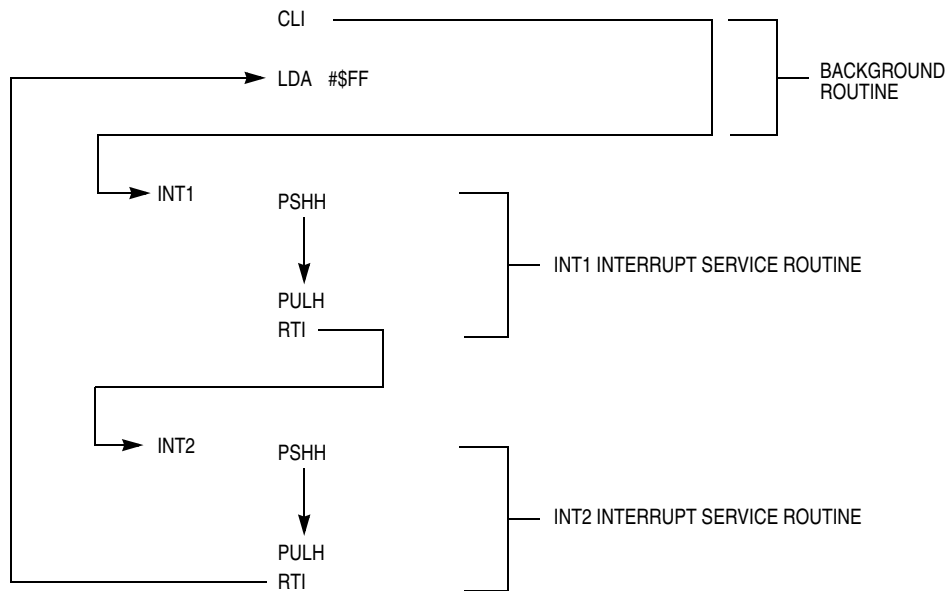 CLI
LDA #$FF
BACKGROUND
ROUTINE
INT1
PSHH
INT1 INTERRUPT SERVICE ROUTINE
PULH
RTI
INT2
PSHH
INT2 INTERRUPT SERVICE ROUTINE
PULH
RTI